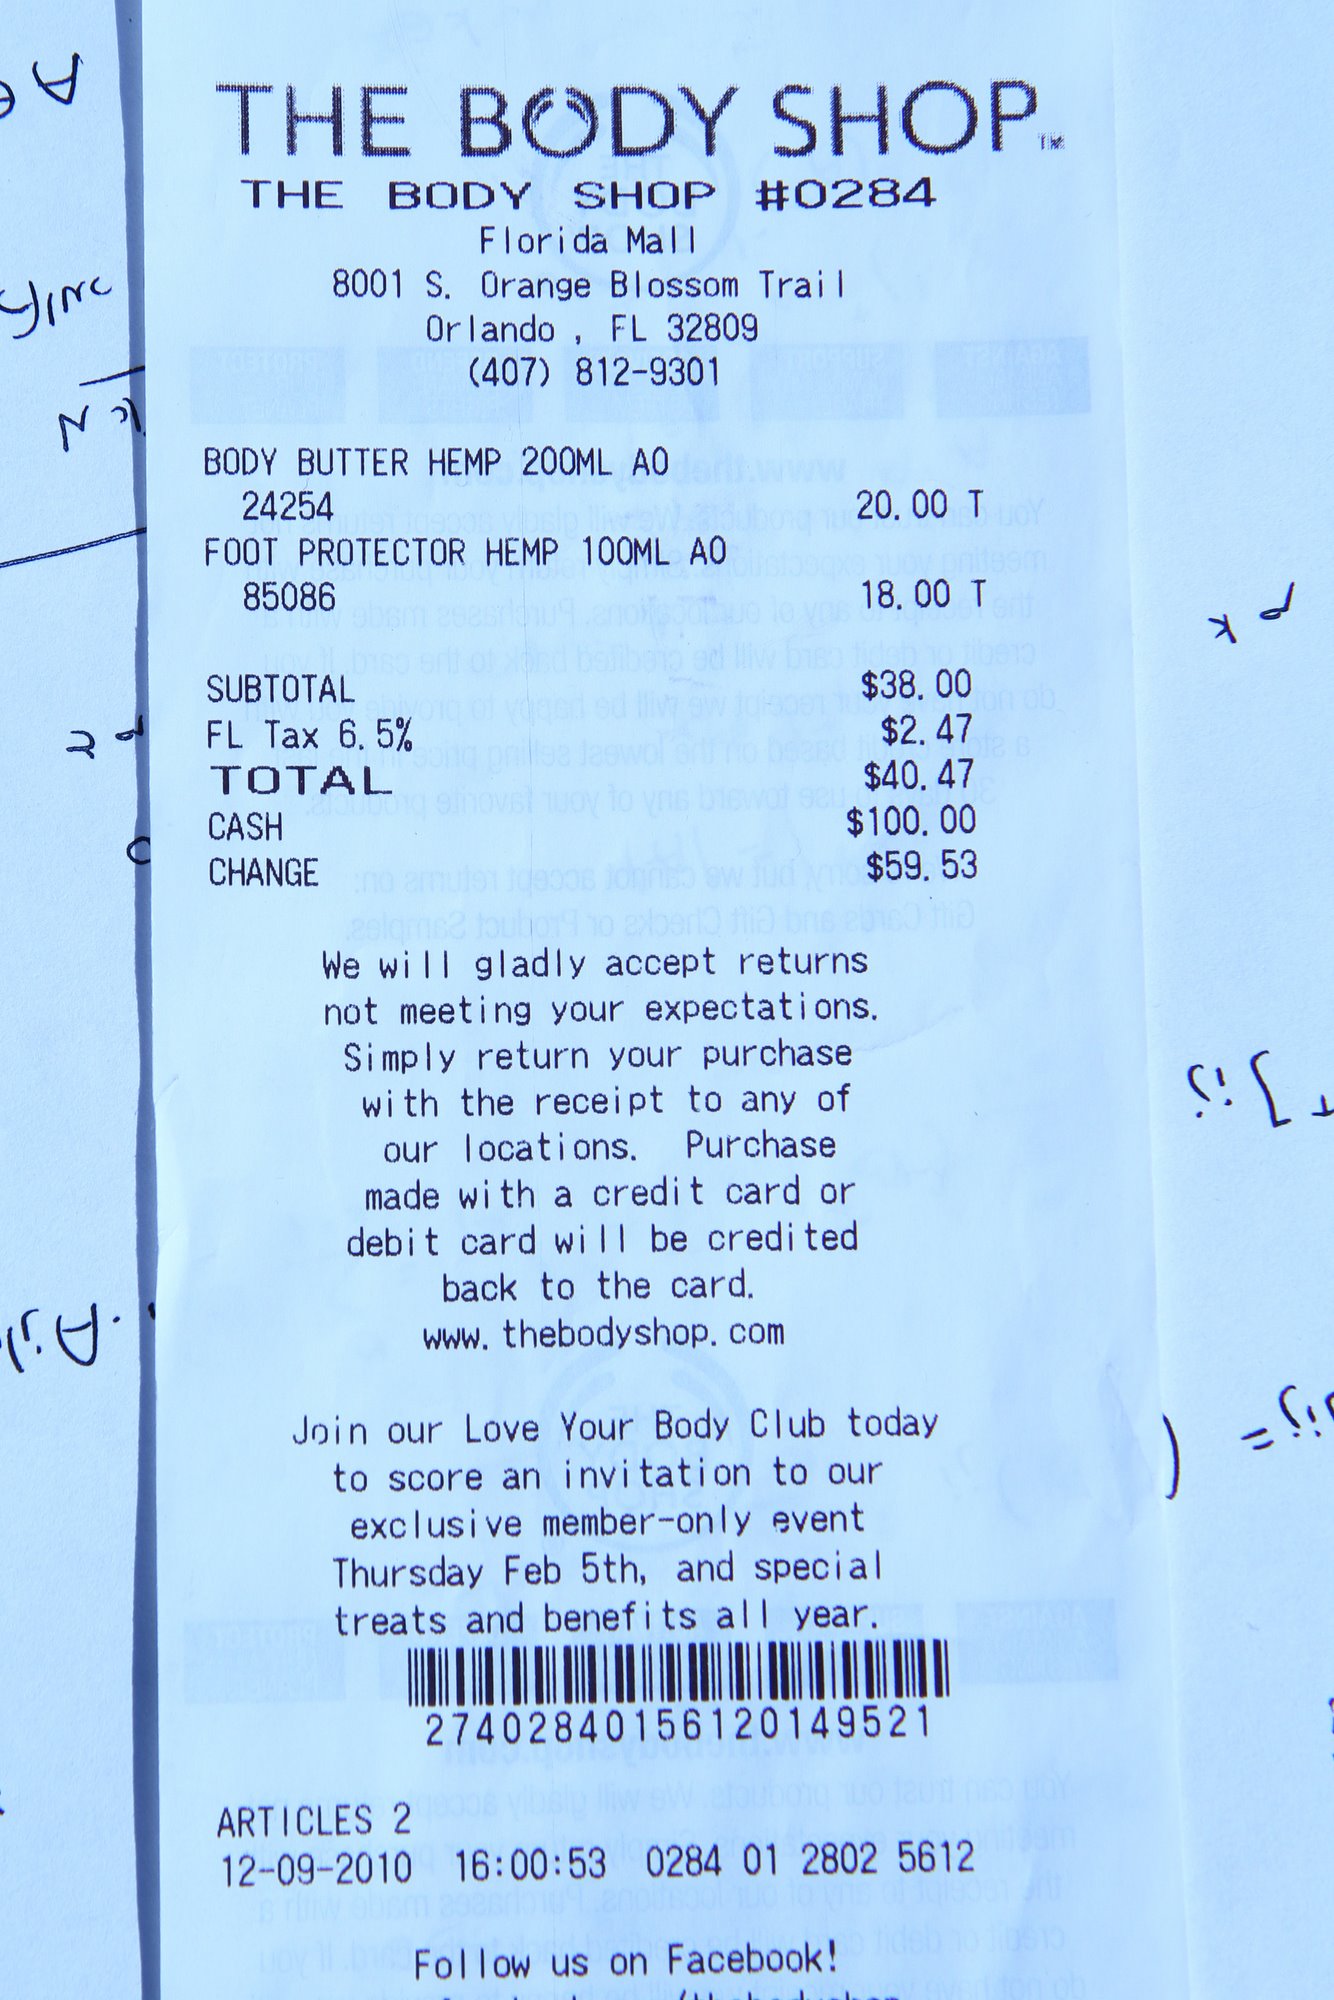 THE BODY SHOP™
THE BODY SHOP #0284
Florida Mall
8001 S. Orange Blossom Trail
Orlando , FL 32809
(407) 812-9301
BODY BUTTER HEMP 200ML AO
24254 20.00 T
FOOT PROTECTOR HEMP 100ML AO
85086 18.00 T
SUBTOTAL $38.00
FL Tax 6.5% $2.47
TOTAL $40.47
CASH $100.00
CHANGE $59.53
We will gladly accept returns
not meeting your expectations.
Simply return your purchase
with the receipt to any of
our locations. Purchase
made with a credit card or
debit card will be credited
back to the card.
www.thebodyshop.com
Join our Love Your Body Club today
to score an invitation to our
exclusive member-only event
Thursday Feb 5th, and special
treats and benefits all year.
27402840156120149521
ARTICLES 2
12-09-2010 16:00:53 0284 01 2802 5612
Follow us on Facebook!